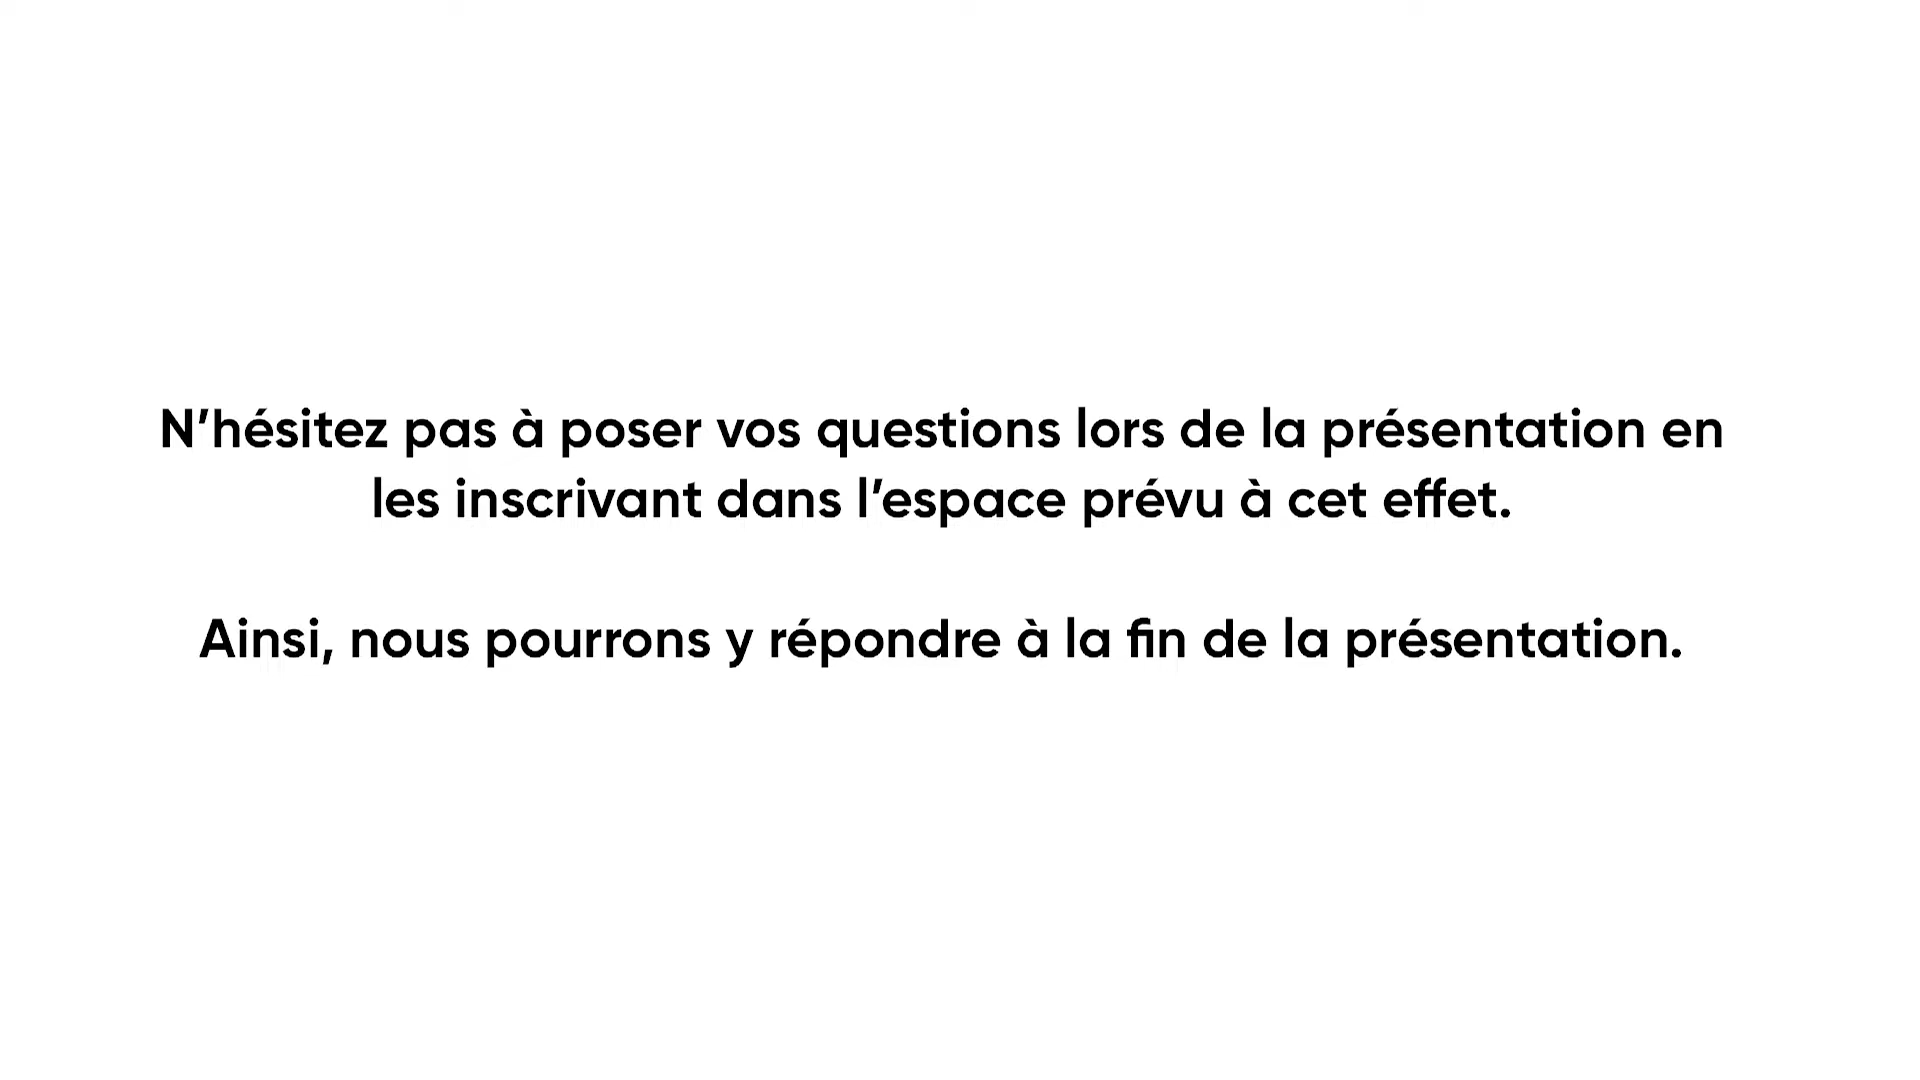 N’hésitez pas à poser vos questions lors de la présentation en
les inscrivant dans l’espace prévu à cet effet.
Ainsi, nous pourrons y répondre à la fin de la présentation.